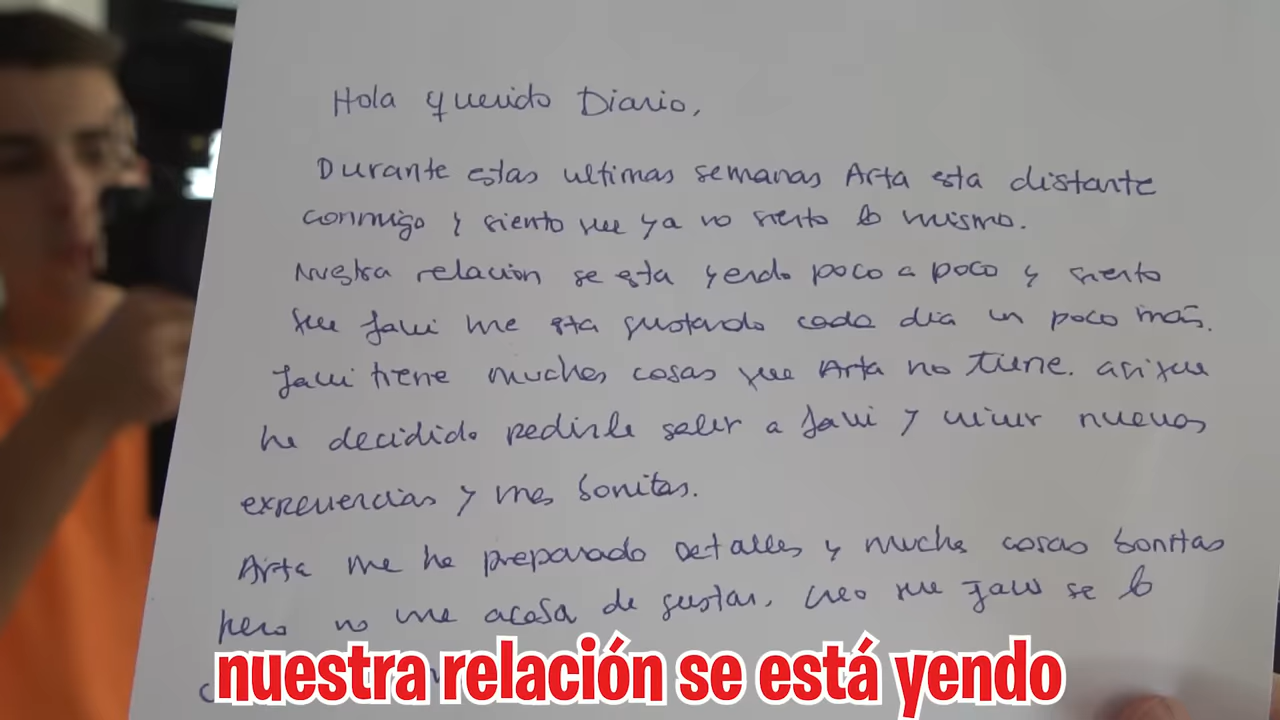 Hola querido Diario,
Durante estas ultimas semanas Arta esta distante
conmigo y siento que ya no siento lo mismo.
Nuestra relacion se esta yendo poco a poco y siento
que Javi me esta gustando cada dia un poco más.
Javi tiene muchas cosas que Arta no tiene. asi que
he decidido pedirle salir a Javi y vivir nuevas
experiencias y mas bonitas.
Arta me ha preparado detalles y mucha cosas bonitas
pero no me acaba de gustar, creo que Javi se lo
nuestra relación se está yendo